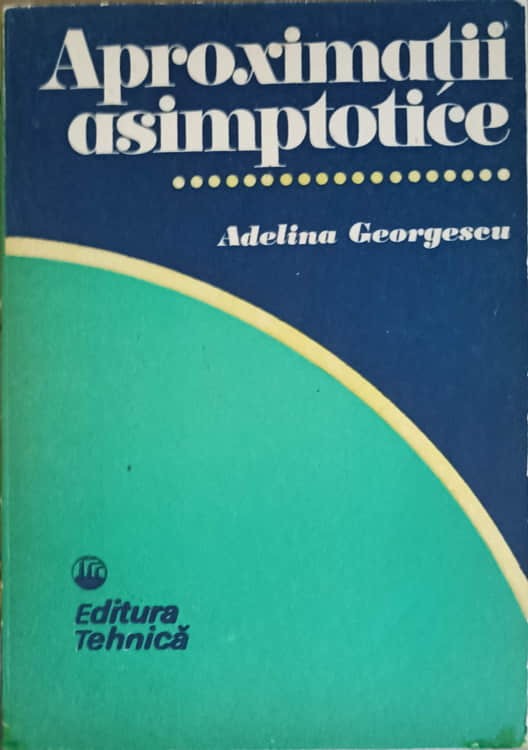 Aproximații
asimptotice
Adelina Georgescu
Editura
Tehnică